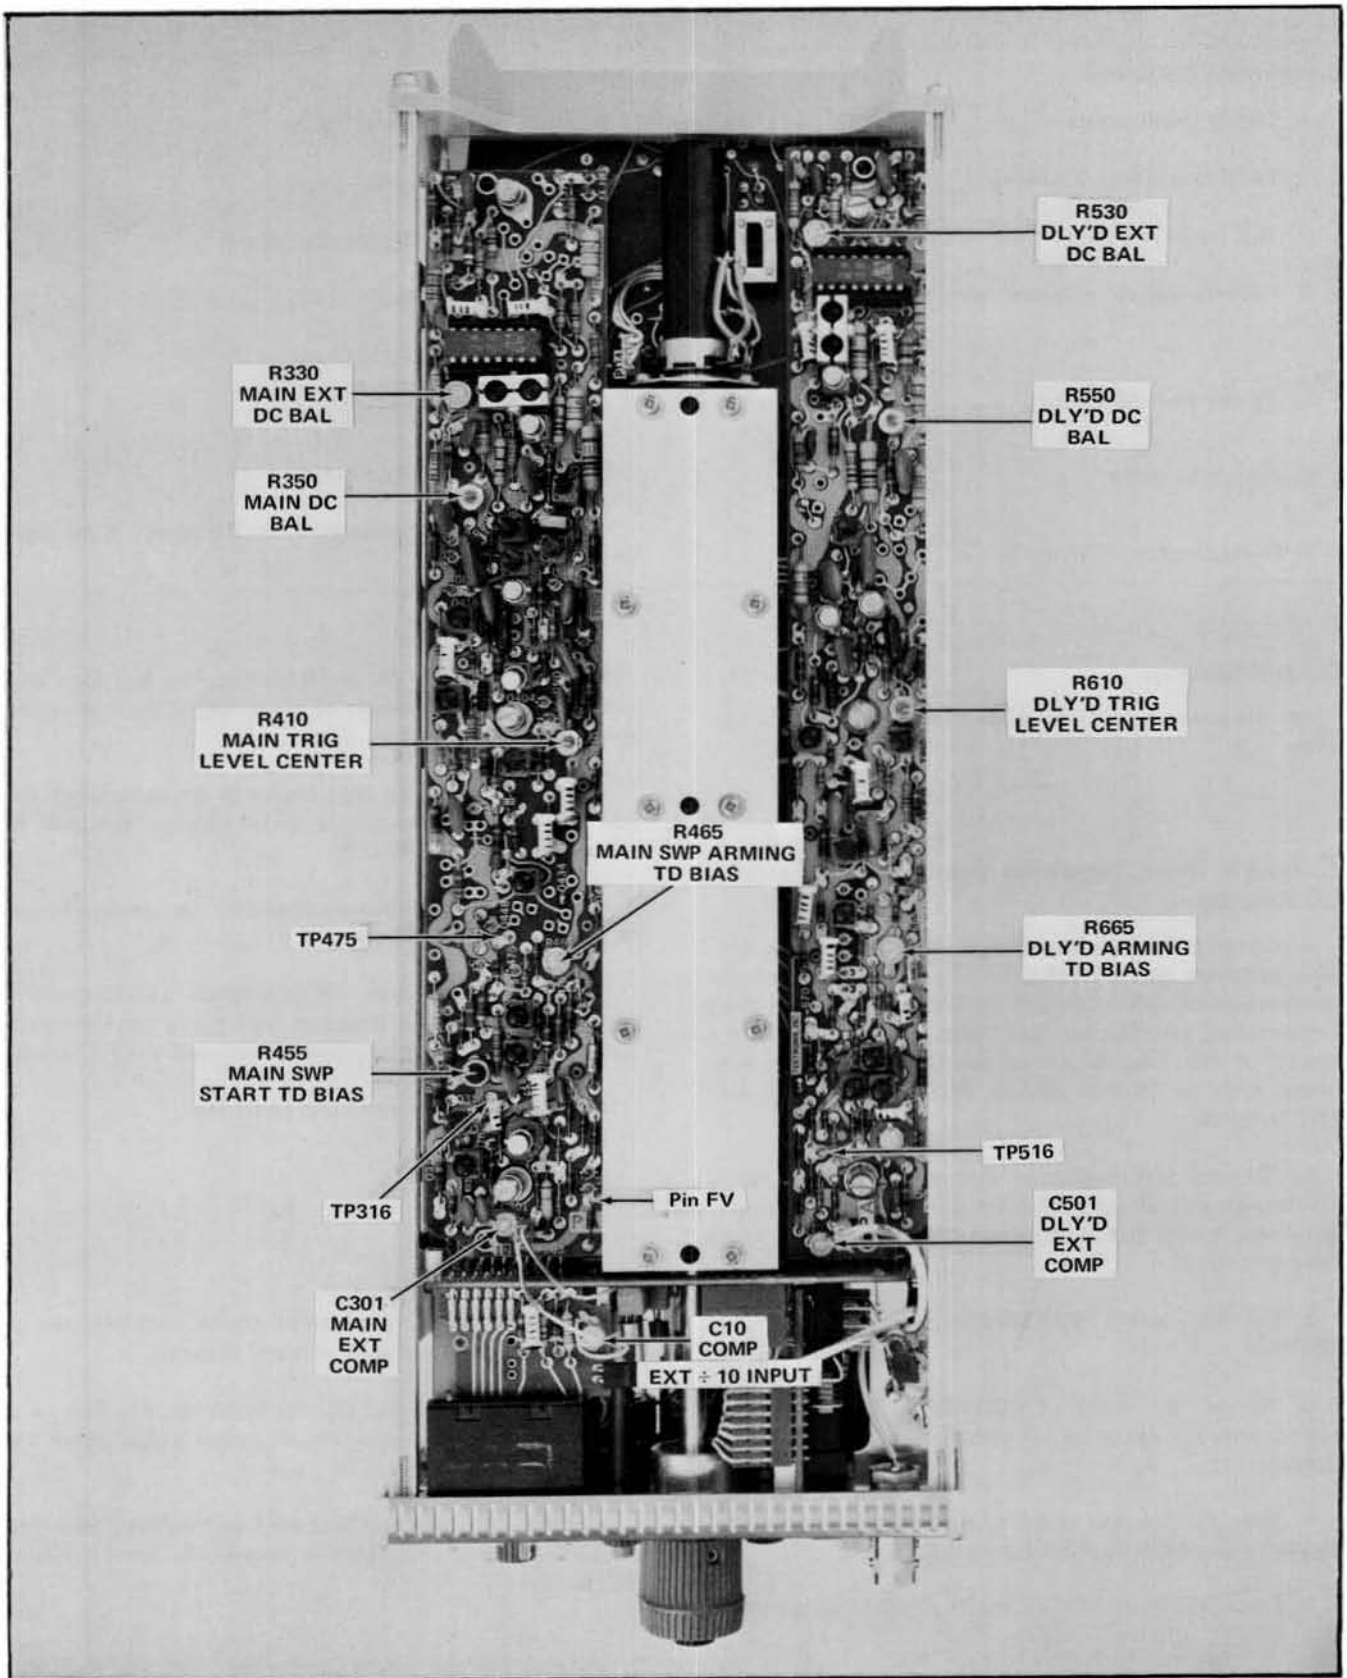 R530
DLY'D EXT
DC BAL
R330
MAIN EXT
DC BAL
R550
DLY'D DC
BAL
R350
MAIN DC
BAL
R610
DLY'D TRIG
LEVEL CENTER
R410
MAIN TRIG
LEVEL CENTER
R465
MAIN SWP ARMING
TD BIAS
TP475
R665
DLY'D ARMING
TD BIAS
R455
MAIN SWP
START TD BIAS
TP516
TP316
Pin FV
C501
DLY'D
EXT
COMP
C301
MAIN
EXT
COMP
C10
COMP
EXT ÷ 10 INPUT